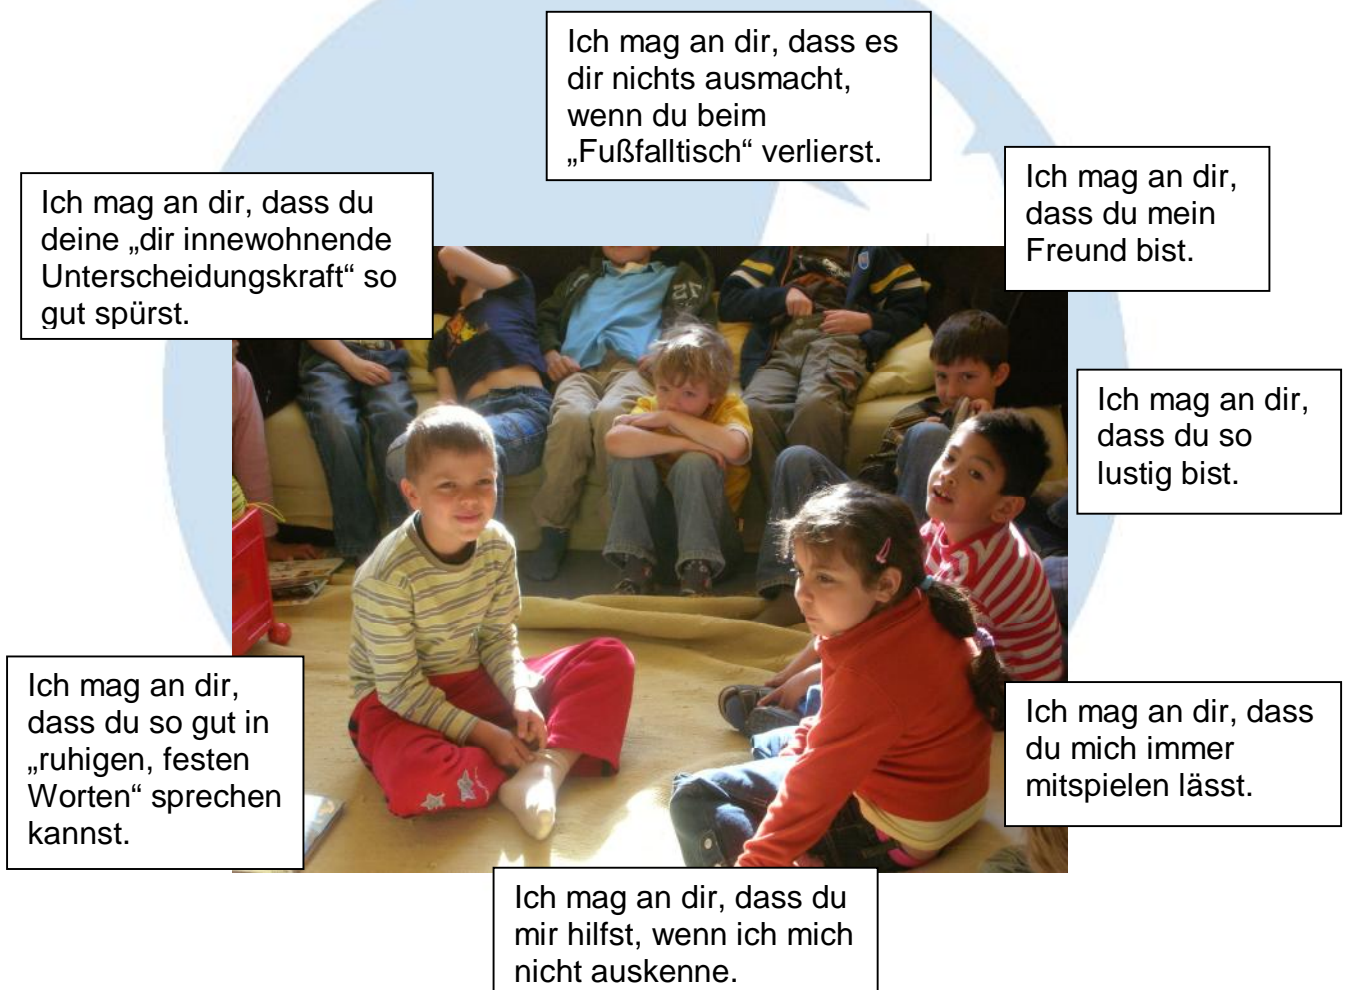 Ich mag an dir, dass es
dir nichts ausmacht,
wenn du beim
„Fußfalltisch“ verlierst.
Ich mag an dir,
dass du mein
Freund bist.
Ich mag an dir, dass du
deine „dir innewohnende
Unterscheidungskraft“ so
gut spürst.
Ich mag an dir,
dass du so
lustig bist.
Ich mag an dir,
dass du so gut in
„ruhigen, festen
Worten“ sprechen
kannst.
Ich mag an dir, dass
du mich immer
mitspielen lässt.
Ich mag an dir, dass du
mir hilfst, wenn ich mich
nicht auskenne.